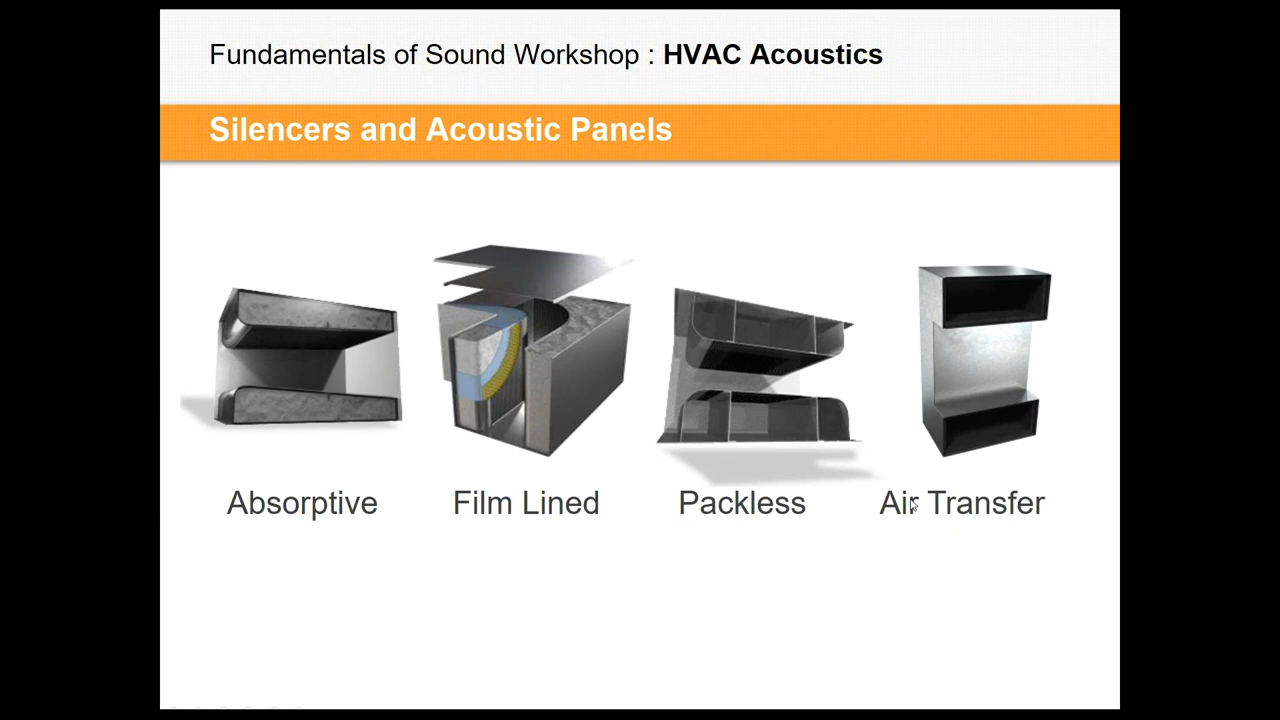 Fundamentals of Sound Workshop : HVAC Acoustics
Silencers and Acoustic Panels
Absorptive
Film Lined
Packless
Air Transfer